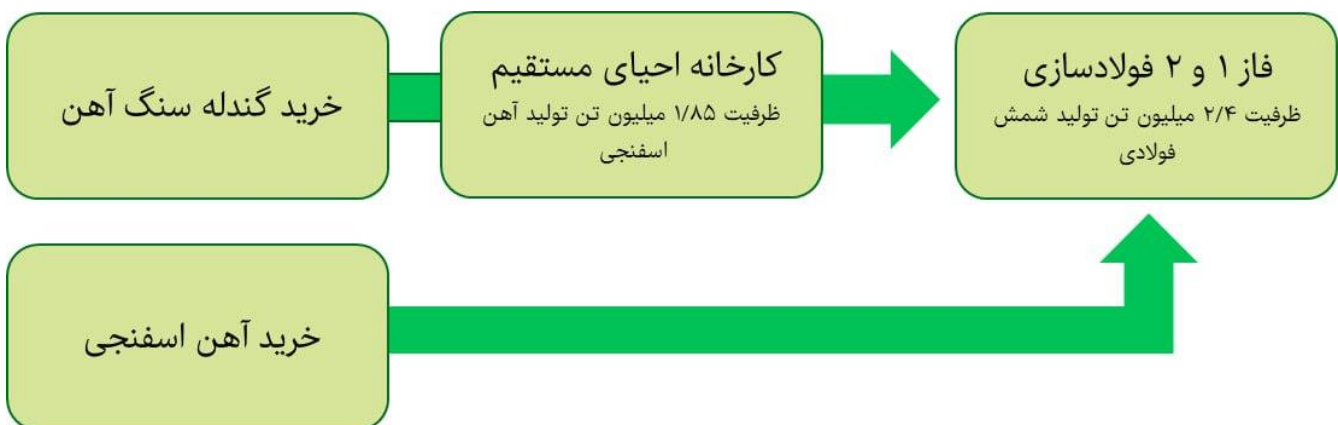 خرید گندله سنگ آهن
کارخانه احیای مستقیم
ظرفیت ۱/۸۵ میلیون تن تولید آهن
اسفنجی
فاز ۱ و ۲ فولادسازی
ظرفیت ۲/۴ میلیون تن تولید شمش
فولادی
خرید آهن اسفنجی